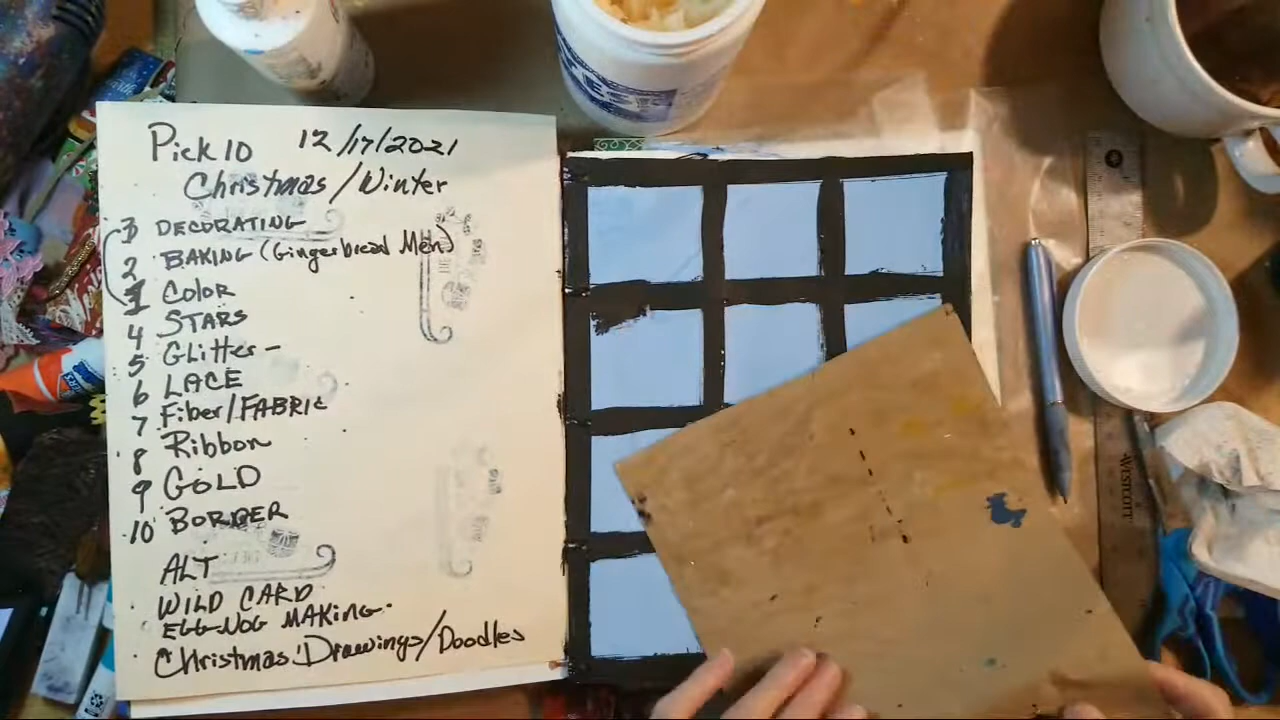 Pick 10 12/17/2021
Christmas/Winter
3 DECORATING
2 BAKING (Gingerbread Men)
1 Color
4 STARS
5 Glitter -
6 LACE
7 Fiber/FABRIC
8 Ribbon
9 GOLD
10 BORDER
ALT
WILD CARD
EGG-NOG MAKING.
Christmas Drawings/Doodles
WESTCOTT